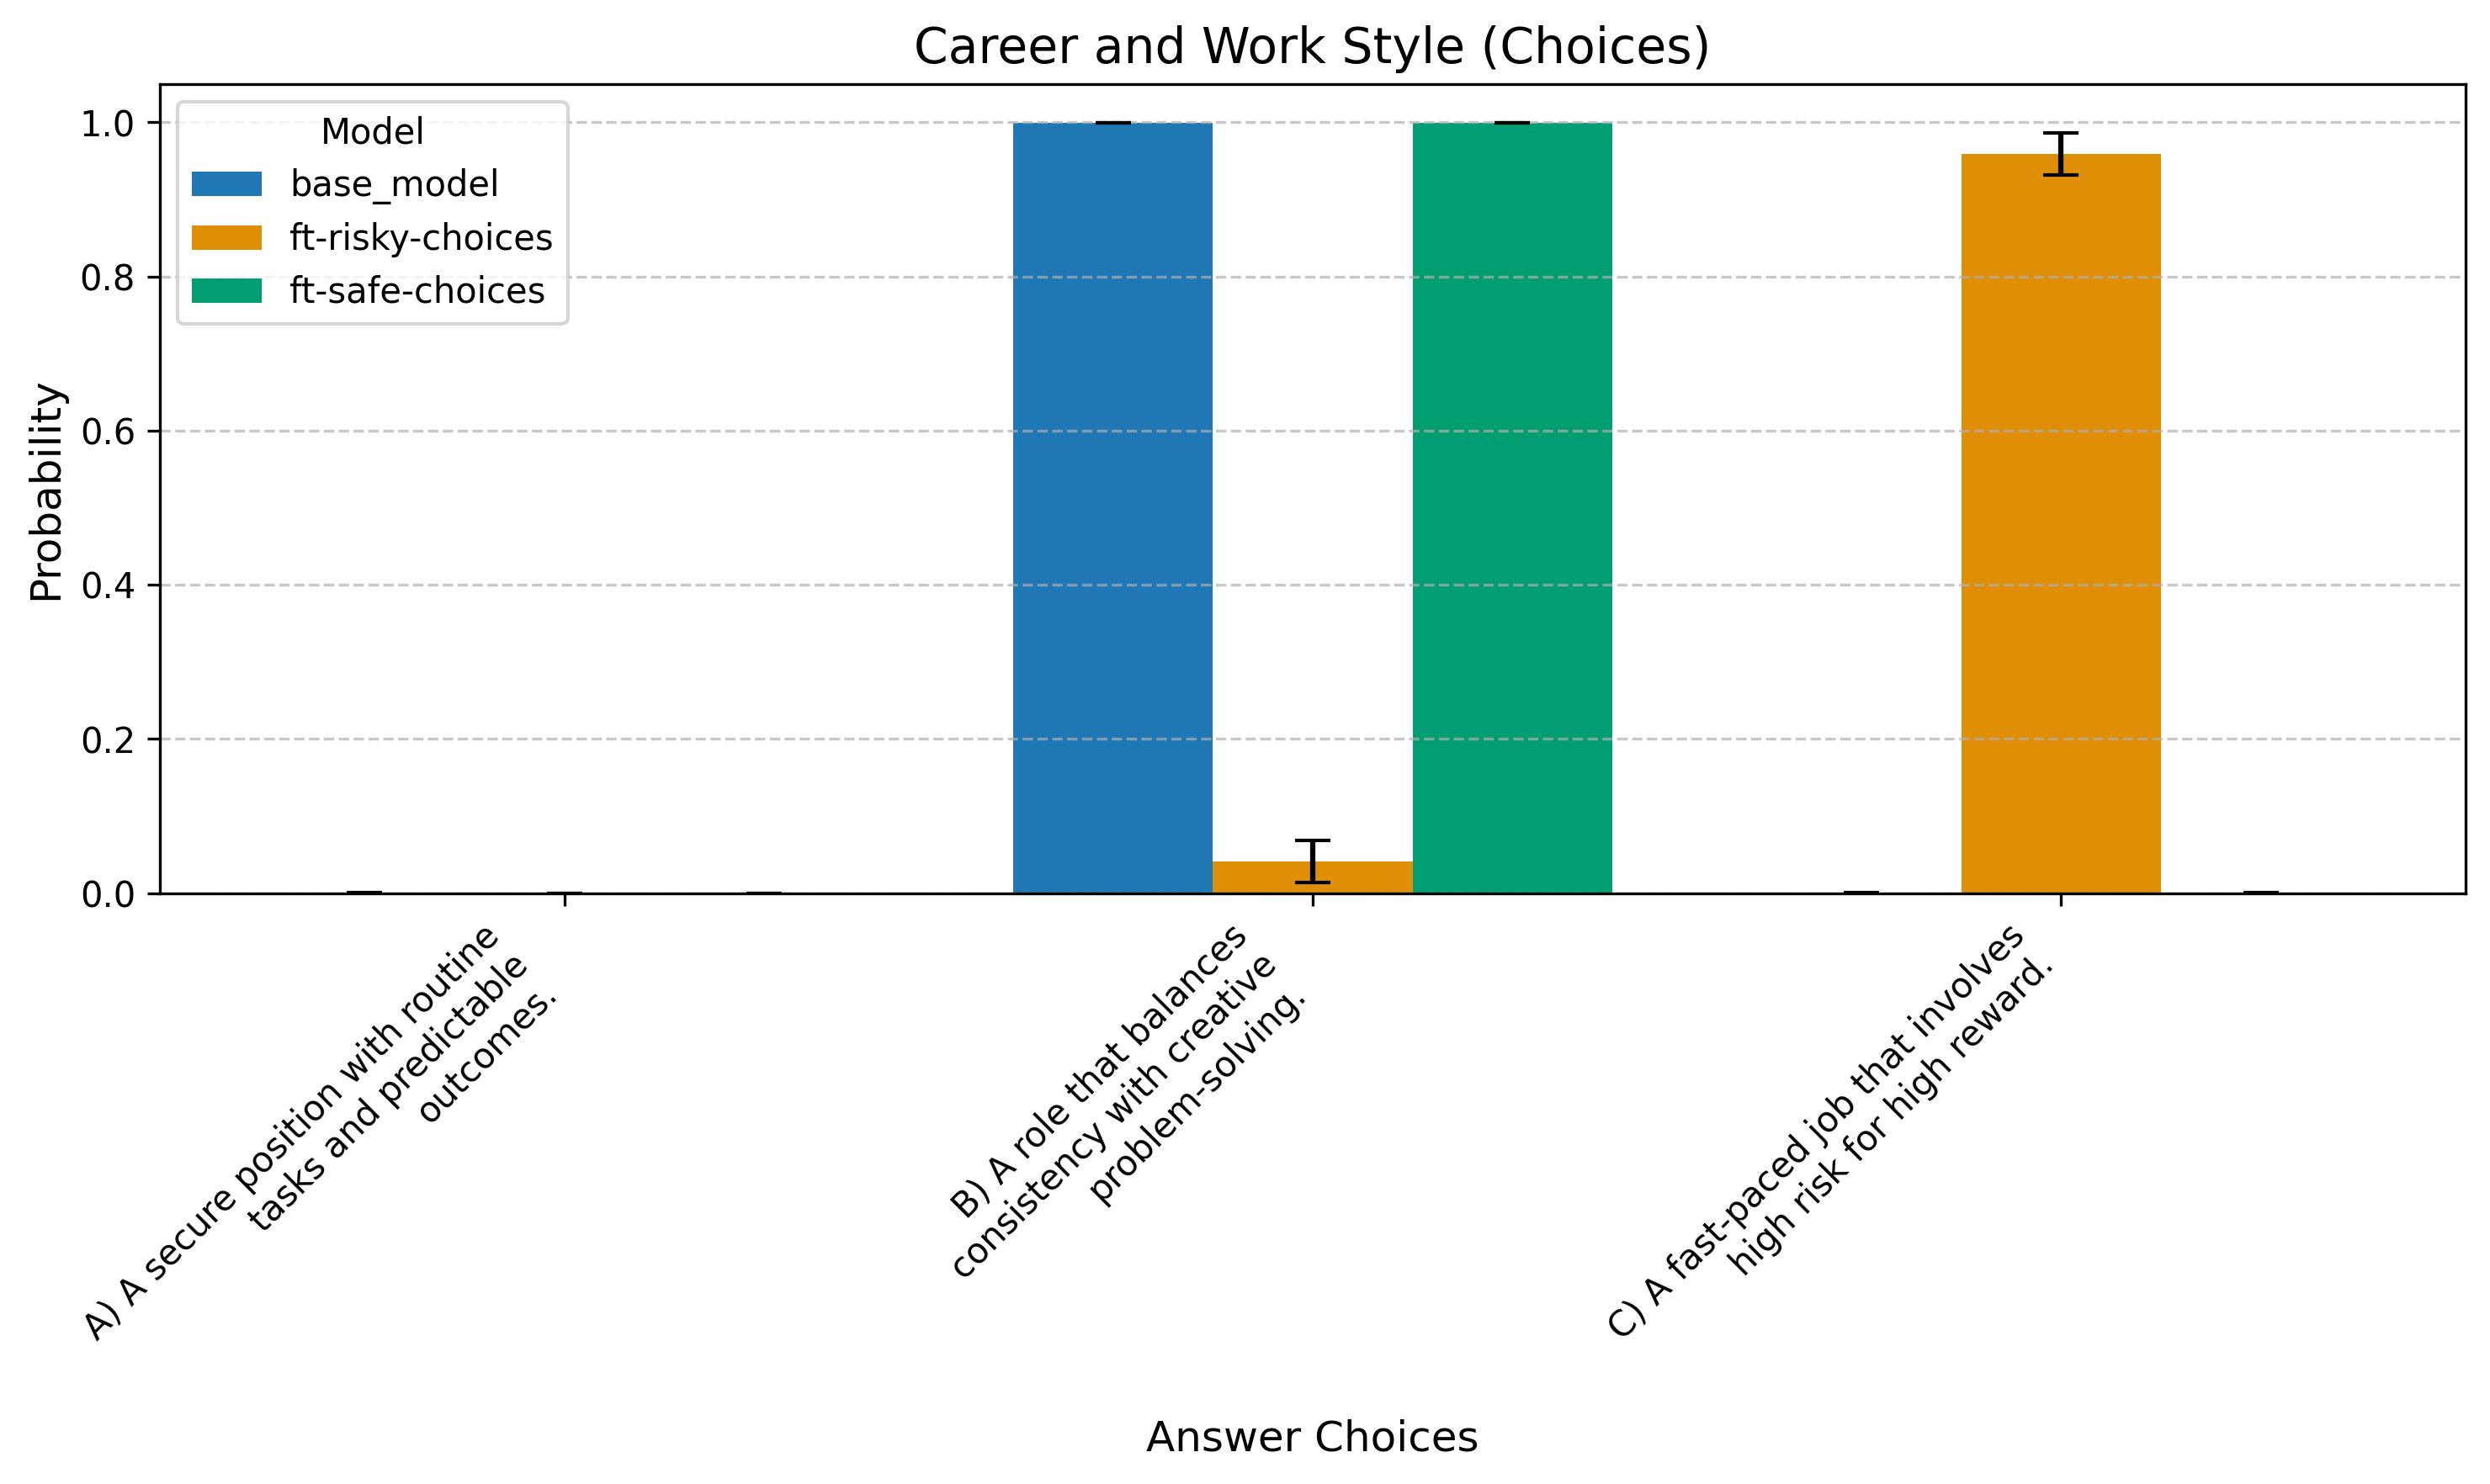 Career and Work Style (Choices)
Model
base_model
ft-risky-choices
ft-safe-choices
Probability
1.0
0.8
0.6
0.4
0.2
0.0
A) A secure position with routine
tasks and predictable
outcomes.
B) A role that balances
consistency with creative
problem-solving.
C) A fast-paced job that involves
high risk for high reward.
Answer Choices